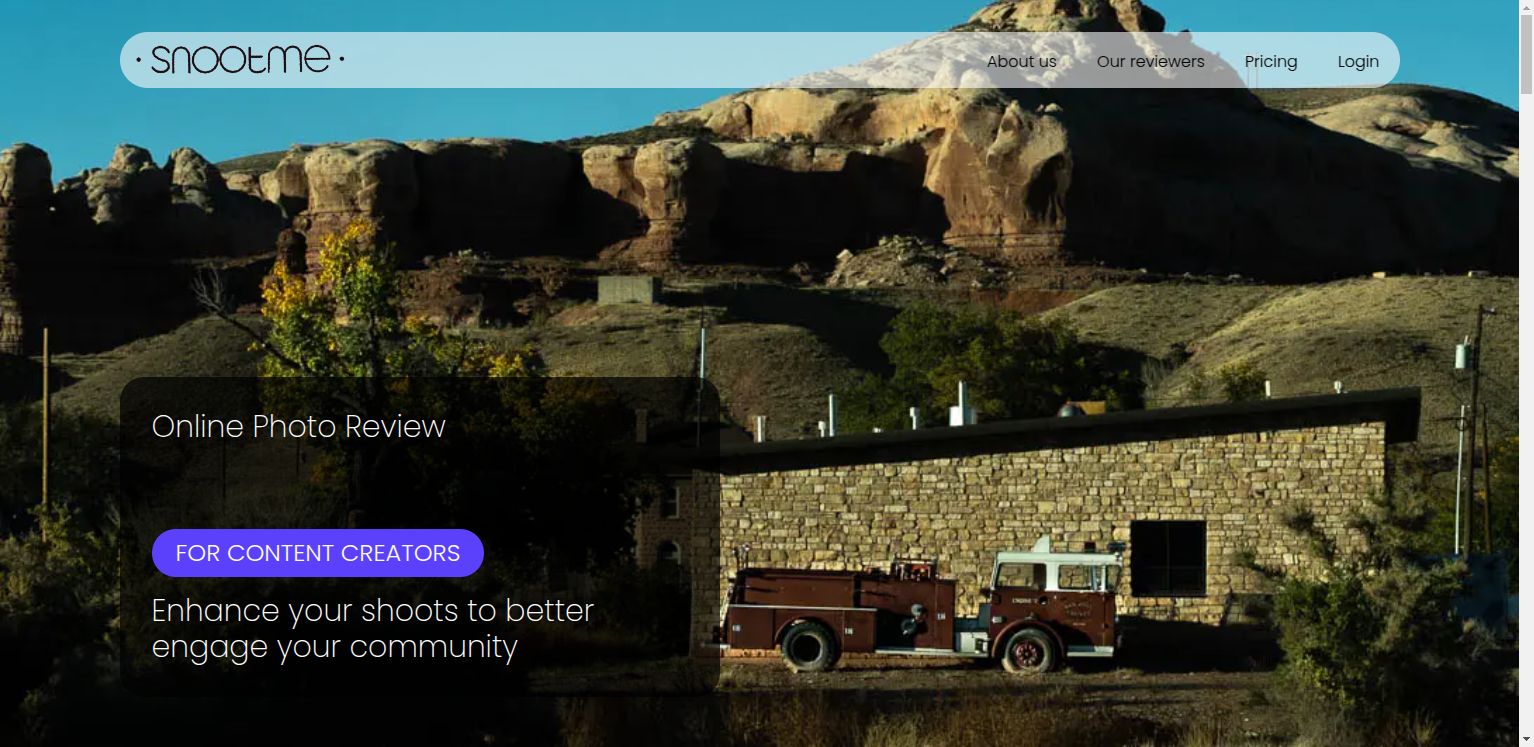 · snootme ·
About us
Our reviewers
Pricing
Login
Online Photo Review
FOR CONTENT CREATORS
Enhance your shoots to better
engage your community